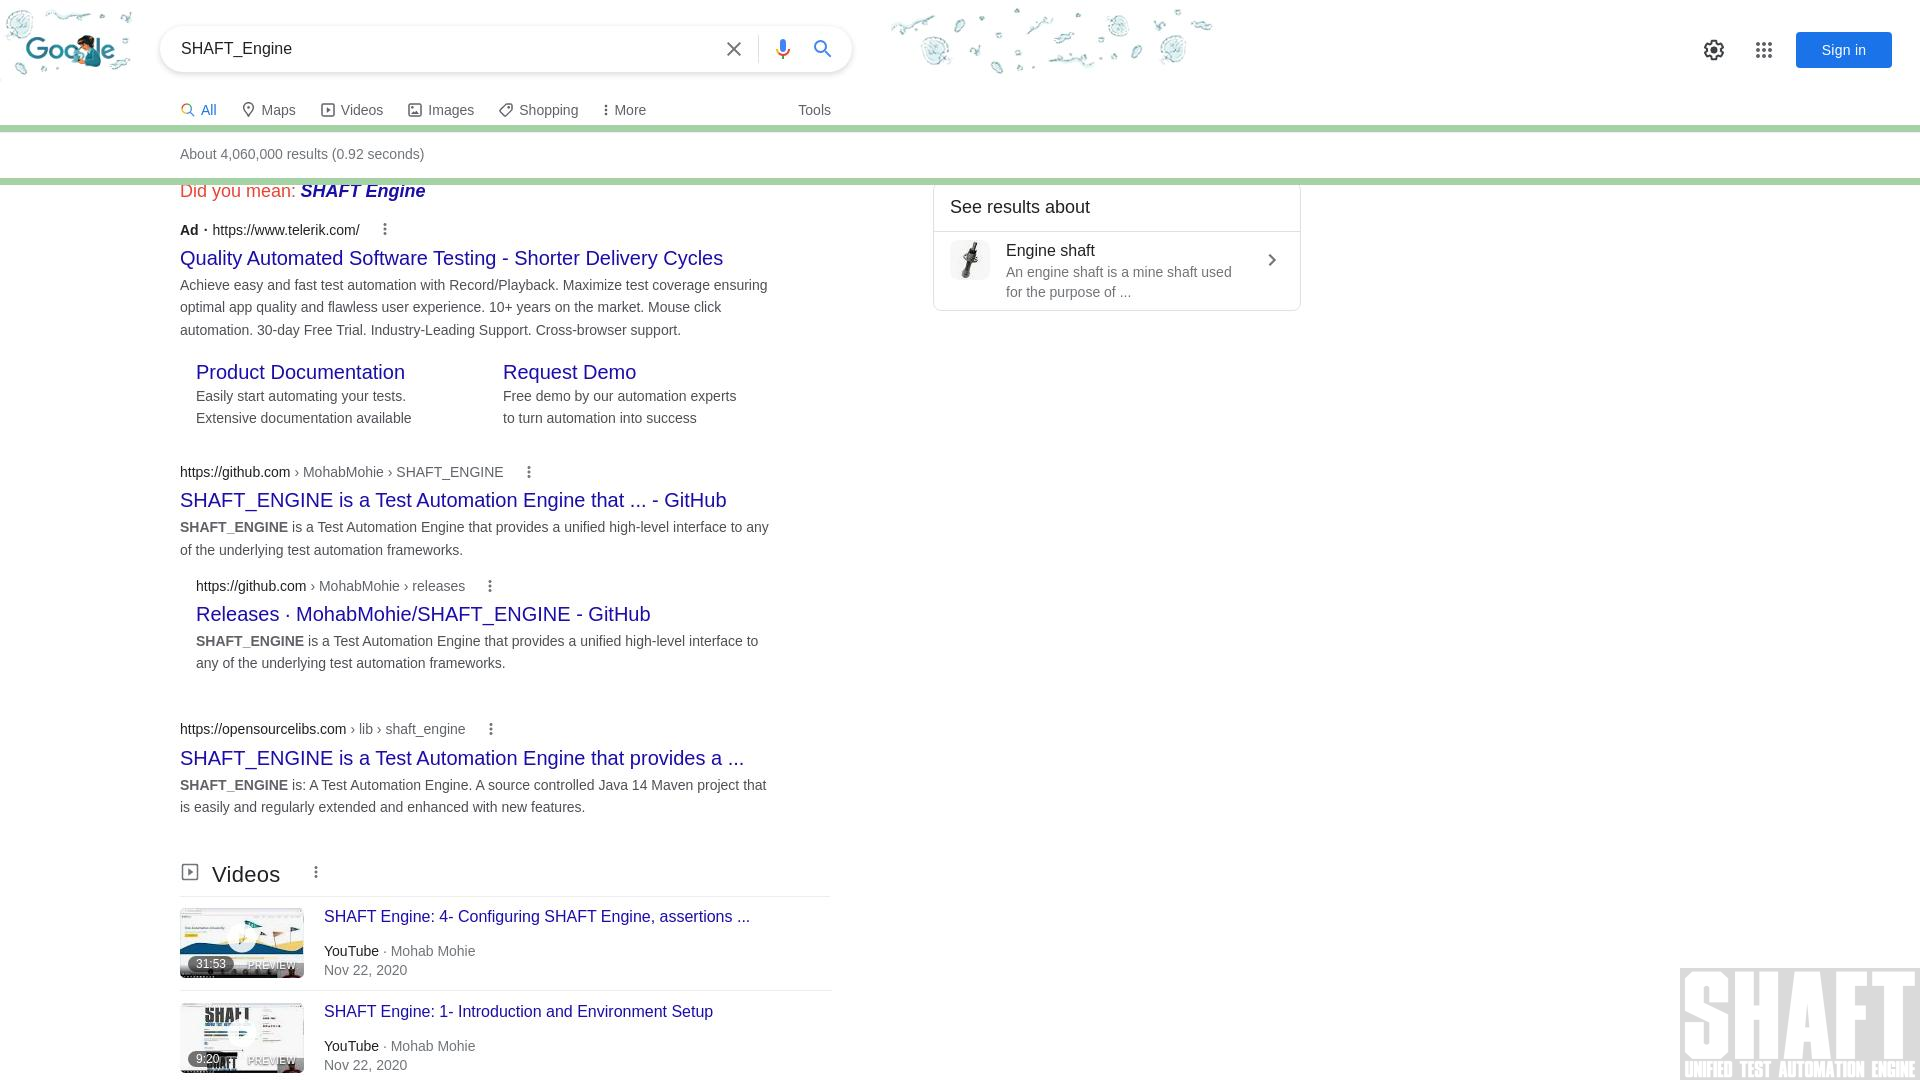 Google
SHAFT_Engine
Sign in
All
Maps
Videos
Images
Shopping
More
Tools
About 4,060,000 results (0.92 seconds)
Did you mean: SHAFT Engine
Ad · https://www.telerik.com/
Quality Automated Software Testing - Shorter Delivery Cycles
Achieve easy and fast test automation with Record/Playback. Maximize test coverage ensuring
optimal app quality and flawless user experience. 10+ years on the market. Mouse click
automation. 30-day Free Trial. Industry-Leading Support. Cross-browser support.
Product Documentation
Easily start automating your tests.
Extensive documentation available
Request Demo
Free demo by our automation experts
to turn automation into success
https://github.com › MohabMohie › SHAFT_ENGINE
SHAFT_ENGINE is a Test Automation Engine that ... - GitHub
SHAFT_ENGINE is a Test Automation Engine that provides a unified high-level interface to any
of the underlying test automation frameworks.
https://github.com › MohabMohie › releases
Releases · MohabMohie/SHAFT_ENGINE - GitHub
SHAFT_ENGINE is a Test Automation Engine that provides a unified high-level interface to
any of the underlying test automation frameworks.
https://opensourcelibs.com › lib › shaft_engine
SHAFT_ENGINE is a Test Automation Engine that provides a ...
SHAFT_ENGINE is: A Test Automation Engine. A source controlled Java 14 Maven project that
is easily and regularly extended and enhanced with new features.
Videos
31:53
PREVIEW
SHAFT Engine: 4- Configuring SHAFT Engine, assertions ...
YouTube · Mohab Mohie
Nov 22, 2020
SHAFT
9:20
PREVIEW
SHAFT Engine: 1- Introduction and Environment Setup
YouTube · Mohab Mohie
Nov 22, 2020
See results about
Engine shaft
An engine shaft is a mine shaft used
for the purpose of ...
SHAFT
UNIFIED TEST AUTOMATION ENGINE